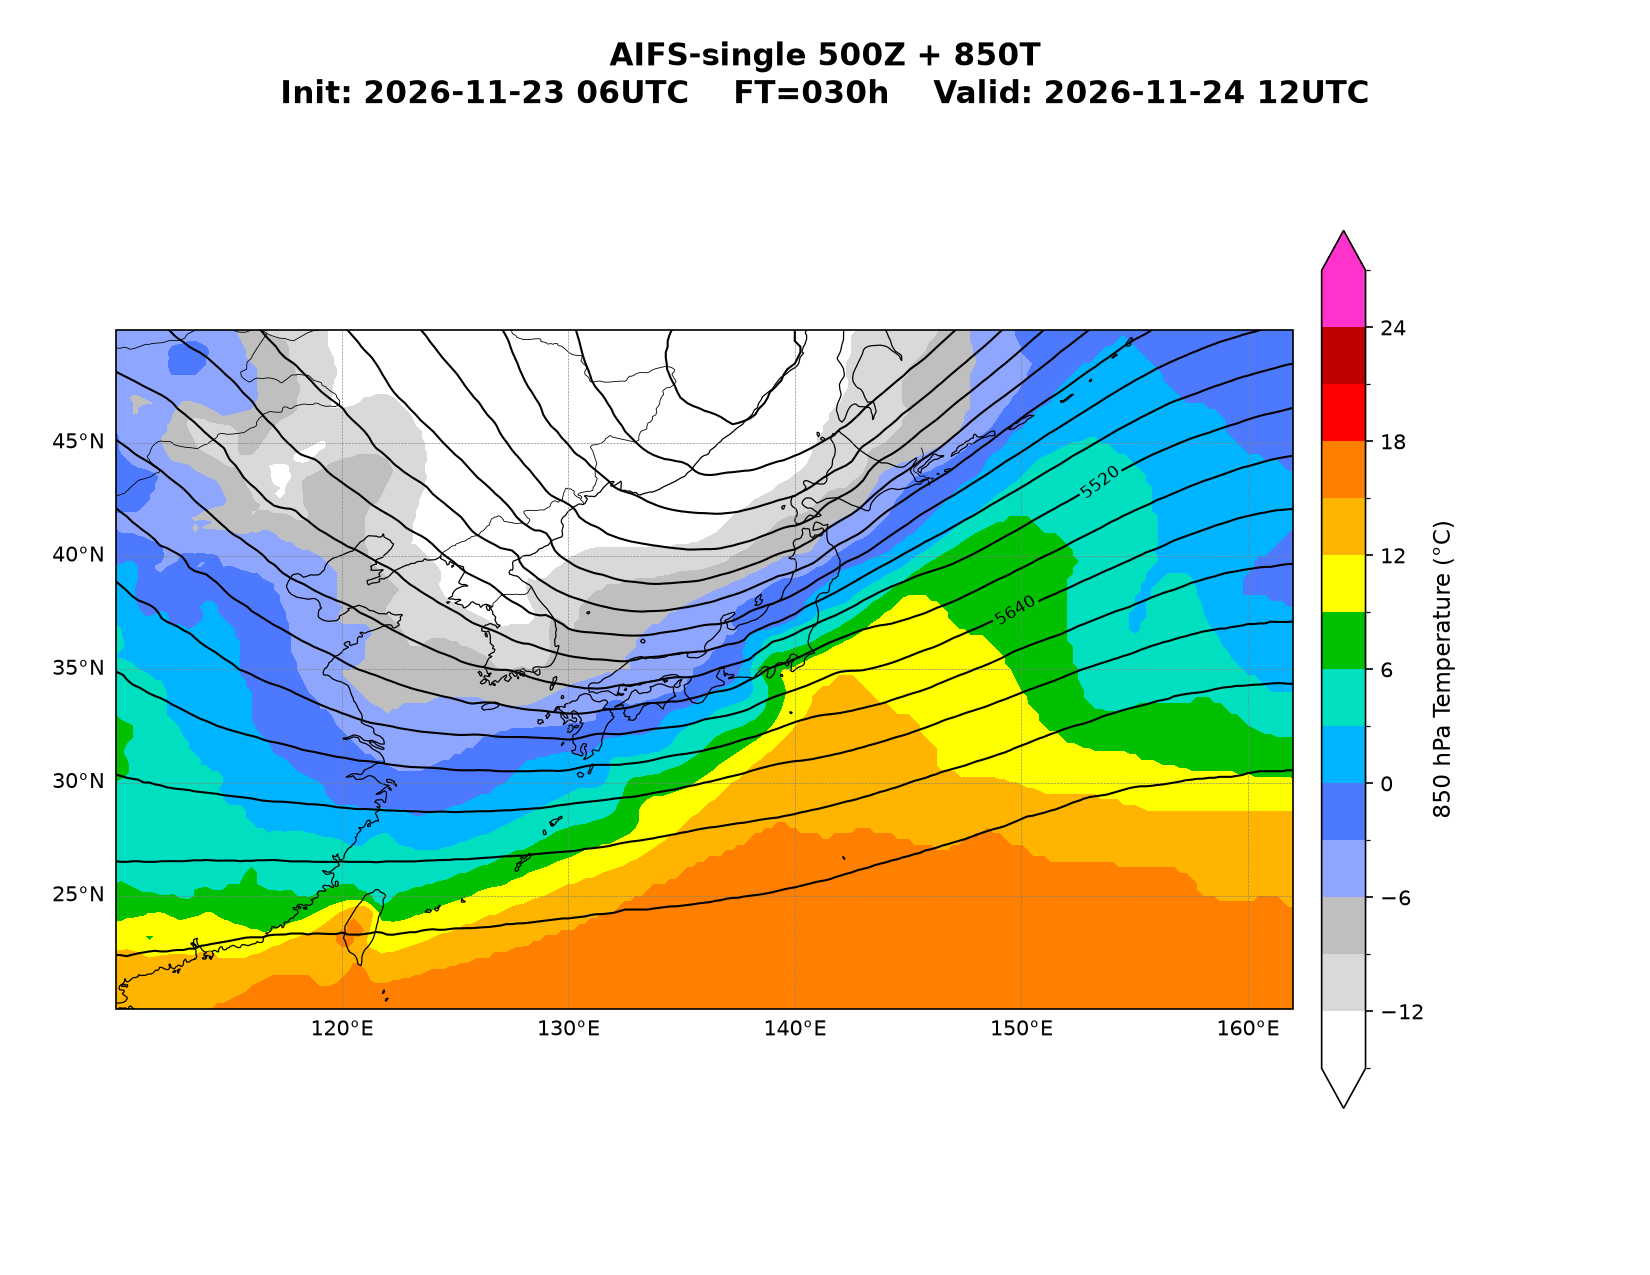 AIFS-single 500Z + 850T
Init: 2026-11-23 06UTC    FT=030h    Valid: 2026-11-24 12UTC
45°N
40°N
35°N
30°N
25°N
120°E
130°E
140°E
150°E
160°E
5520
5640
24
18
12
6
0
−6
−12
850 hPa Temperature (°C)